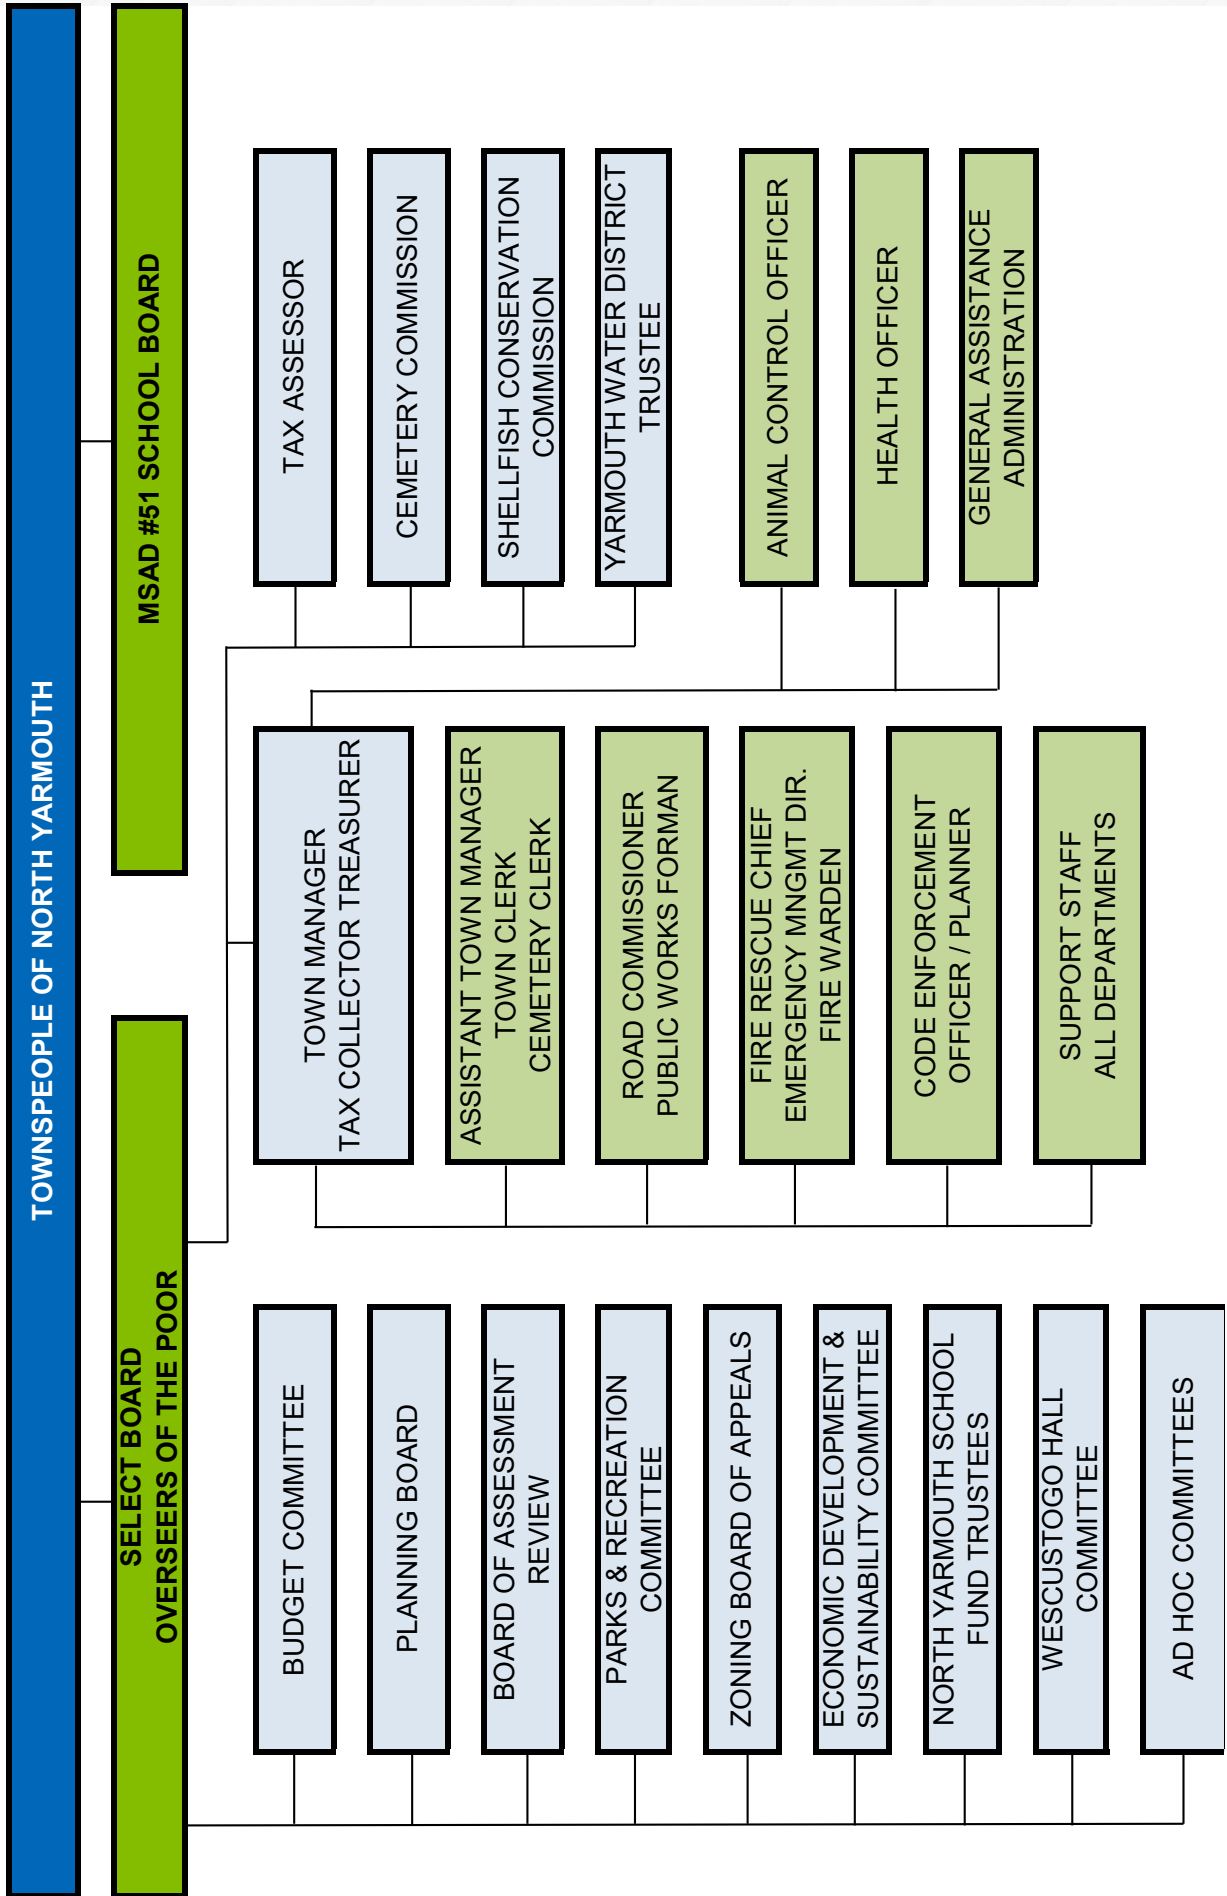 TOWNSPEOPLE OF NORTH YARMOUTH
SELECT BOARD
OVERSEERS OF THE POOR
MSAD #51 SCHOOL BOARD
BUDGET COMMITTEE
PLANNING BOARD
BOARD OF ASSESSMENT
REVIEW
PARKS & RECREATION
COMMITTEE
ZONING BOARD OF APPEALS
ECONOMIC DEVELOPMENT &
SUSTAINABILITY COMMITTEE
NORTH YARMOUTH SCHOOL
FUND TRUSTEES
WESCUSTOGO HALL
COMMITTEE
AD HOC COMMITTEES
TOWN MANAGER
TAX COLLECTOR TREASURER
ASSISTANT TOWN MANAGER
TOWN CLERK
CEMETERY CLERK
ROAD COMMISSIONER
PUBLIC WORKS FORMAN
FIRE RESCUE CHIEF
EMERGENCY MNGMT DIR.
FIRE WARDEN
CODE ENFORCEMENT
OFFICER / PLANNER
SUPPORT STAFF
ALL DEPARTMENTS
TAX ASSESSOR
CEMETERY COMMISSION
SHELLFISH CONSERVATION
COMMISSION
YARMOUTH WATER DISTRICT
TRUSTEE
ANIMAL CONTROL OFFICER
HEALTH OFFICER
GENERAL ASSISTANCE
ADMINISTRATION